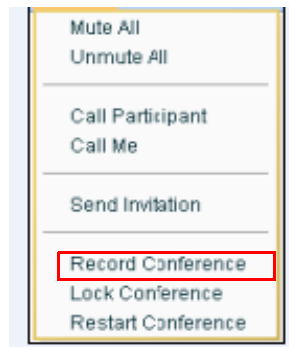 Mute All
Unmute All
Call Participant
Call Me
Send Invitation
Record Conference
Lock Conference
Restart Conference